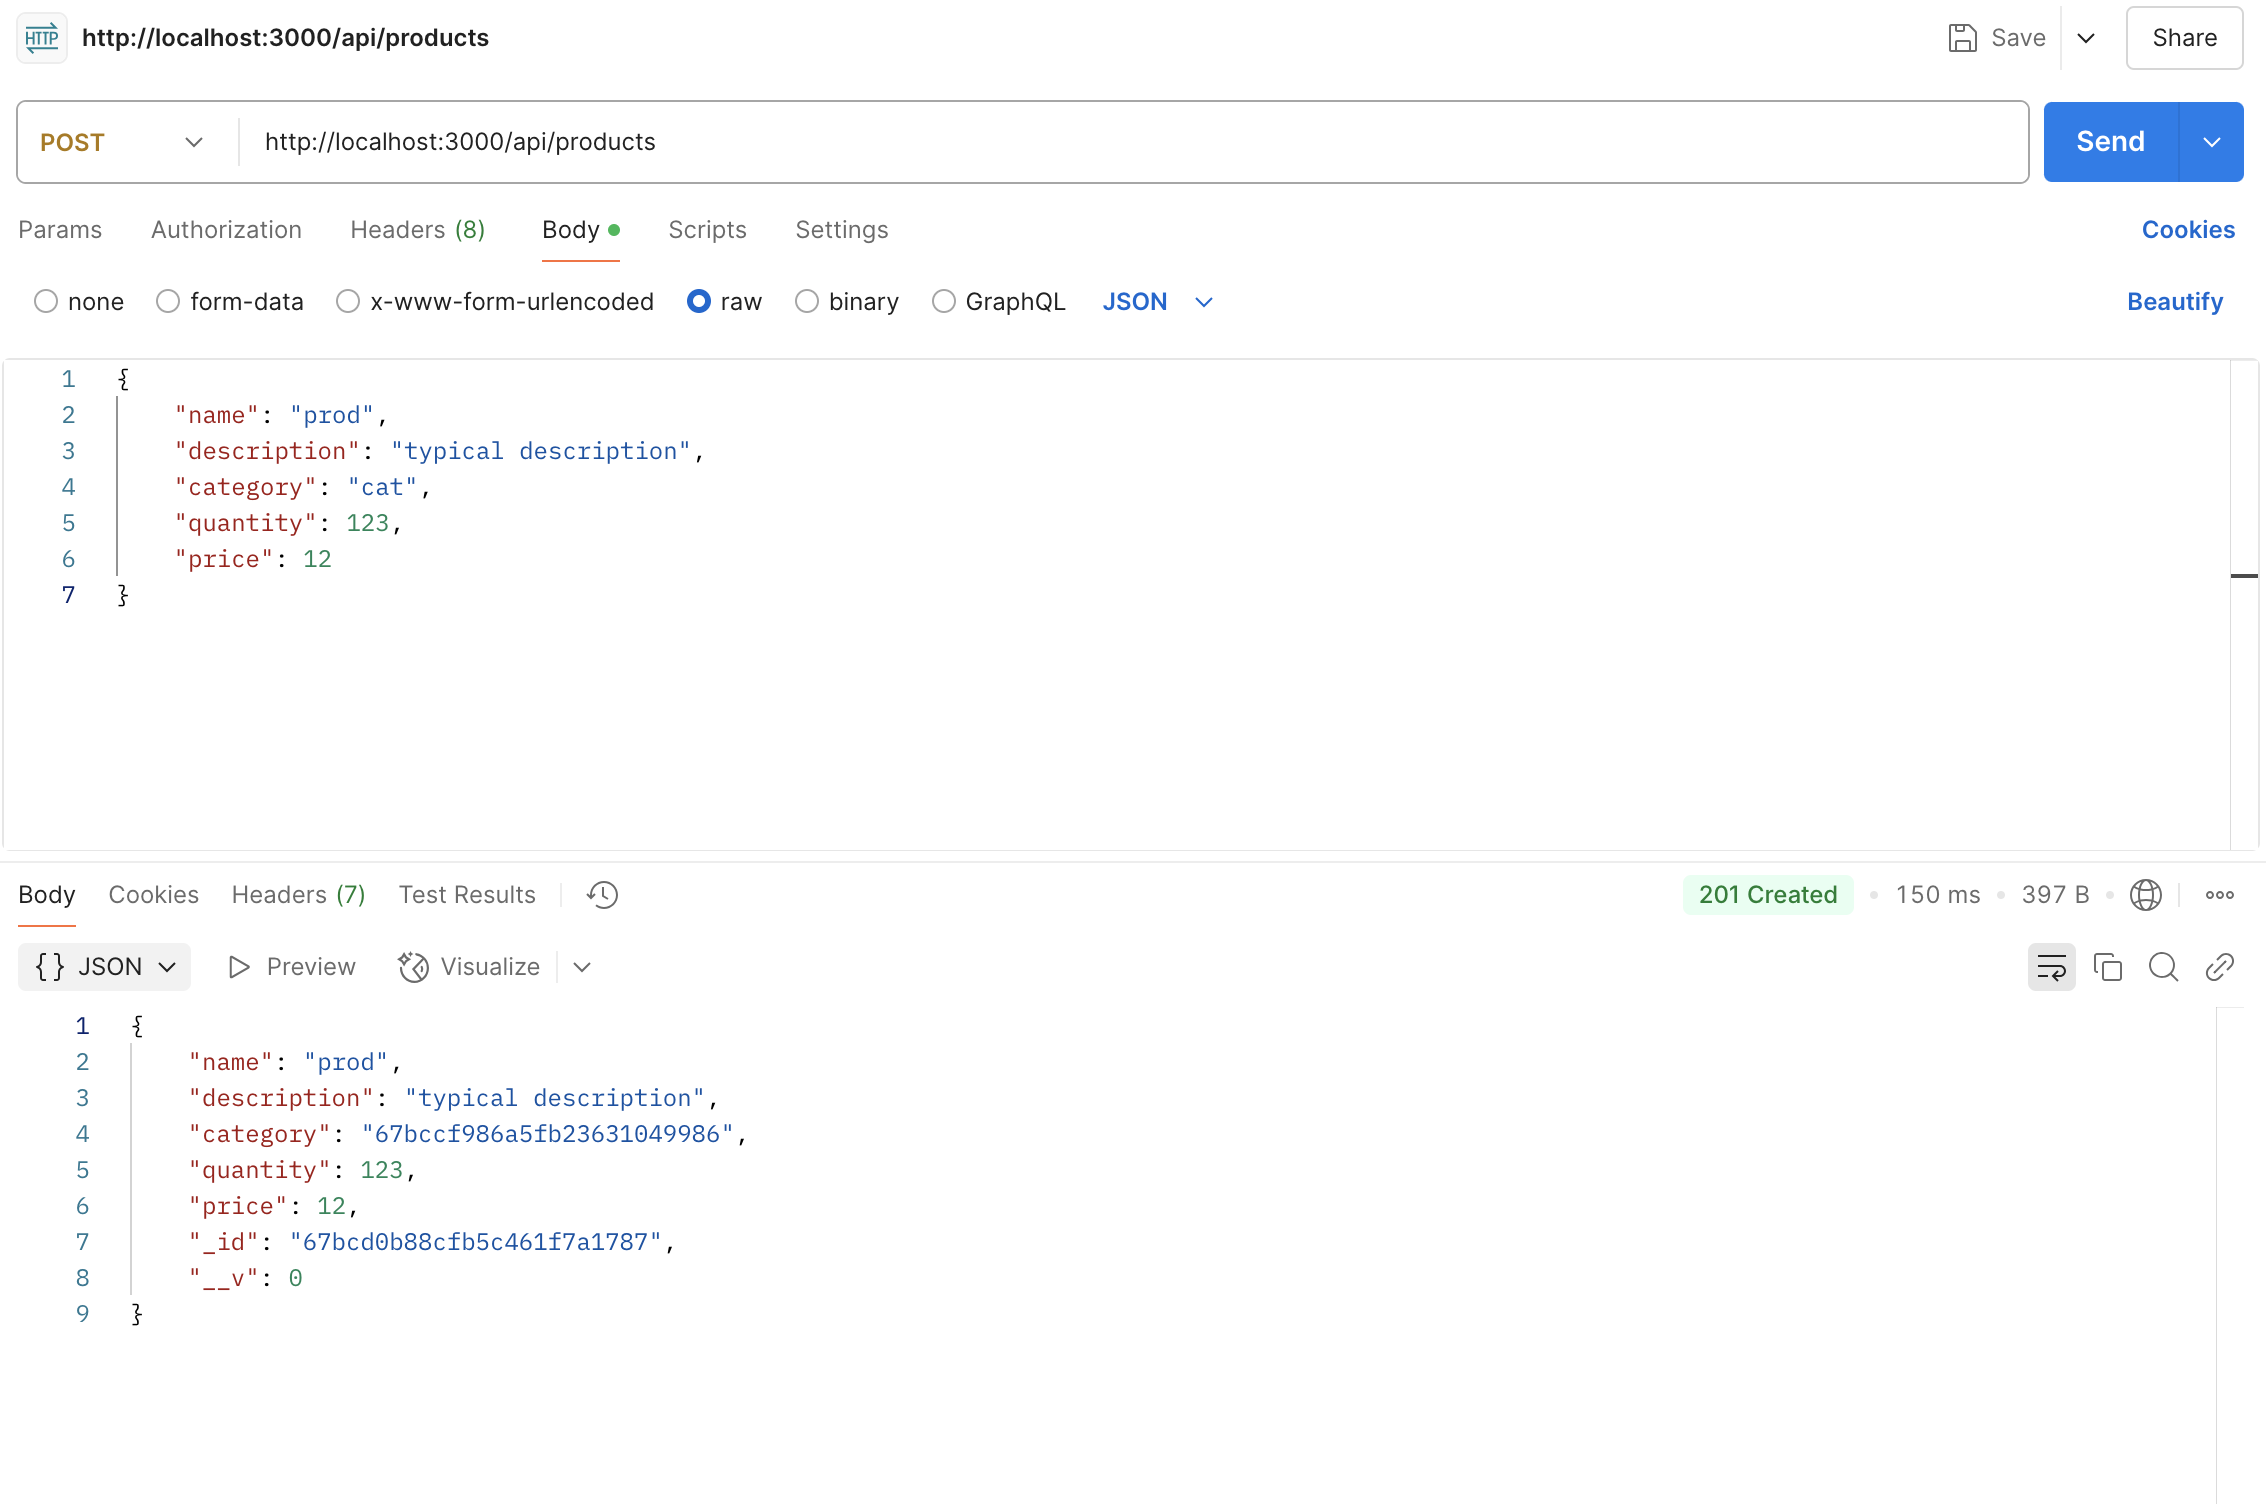 HTTP http://localhost:3000/api/products Save Share
POST http://localhost:3000/api/products Send
Params Authorization Headers (8) Body Scripts Settings Cookies
none form-data x-www-form-urlencoded raw binary GraphQL JSON Beautify
1 {
2 "name": "prod",
3 "description": "typical description",
4 "category": "cat",
5 "quantity": 123,
6 "price": 12
7 }
Body Cookies Headers (7) Test Results 201 Created • 150 ms • 397 B •
{} JSON Preview Visualize
1 {
2 "name": "prod",
3 "description": "typical description",
4 "category": "67bccf986a5fb23631049986",
5 "quantity": 123,
6 "price": 12,
7 "_id": "67bcd0b88cfb5c461f7a1787",
8 "__v": 0
9 }